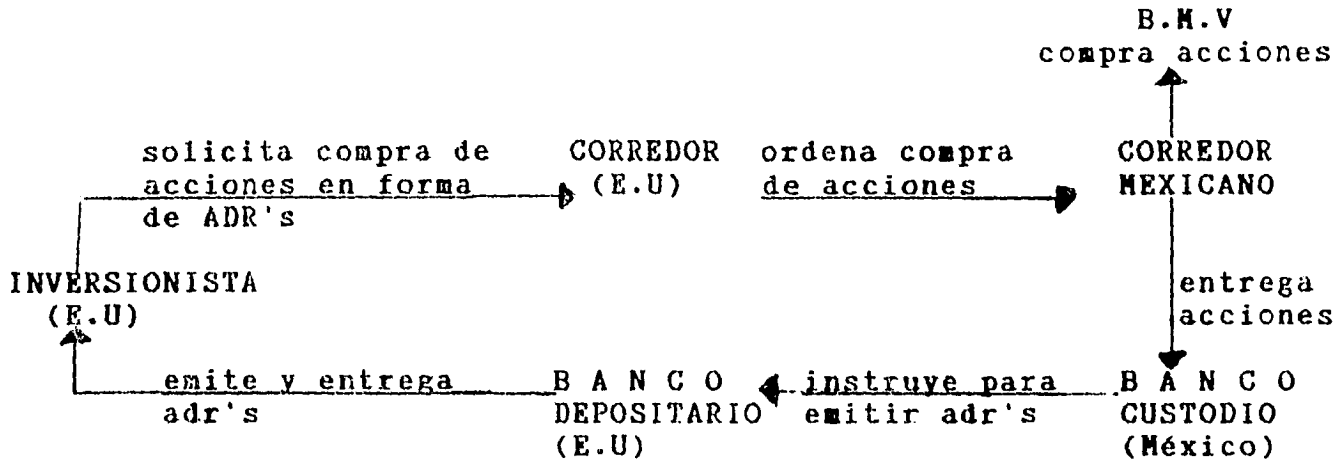 B.M.V
compra acciones
solicita compra de
acciones en forma
de ADR's
CORREDOR
(E.U)
ordena compra
de acciones
CORREDOR
MEXICANO
INVERSIONISTA
(E.U)
entrega
acciones
emite y entrega
adr's
B A N C O
DEPOSITARIO
(E.U)
instruye para
emitir adr's
B A N C O
CUSTODIO
(México)